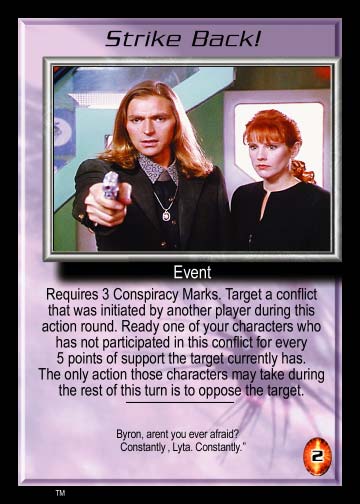 Strike Back!
Event
Requires 3 Conspiracy Marks. Target a conflict
that was initiated by another player during this
action round. Ready one of your characters who
has not participated in this conflict for every
5 points of support the target currently has.
The only action those characters may take during
the rest of this turn is to oppose the target.
Byron, arent you ever afraid?
Constantly , Lyta. Constantly.”
2
TM